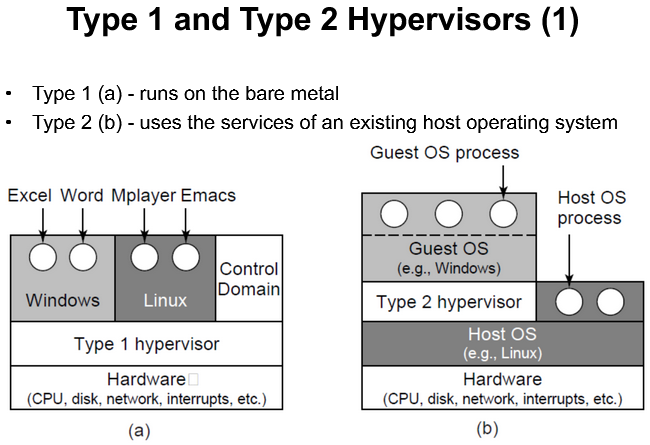 Type 1 and Type 2 Hypervisors (1)
• Type 1 (a) - runs on the bare metal
• Type 2 (b) - uses the services of an existing host operating system
Excel Word Mplayer Emacs
Windows
Linux
Control
Domain
Type 1 hypervisor
Hardware
(CPU, disk, network, interrupts, etc.)
(a)
Guest OS process
Host OS
process
Guest OS
(e.g., Windows)
Type 2 hypervisor
Host OS
(e.g., Linux)
Hardware
(CPU, disk, network, interrupts, etc.)
(b)